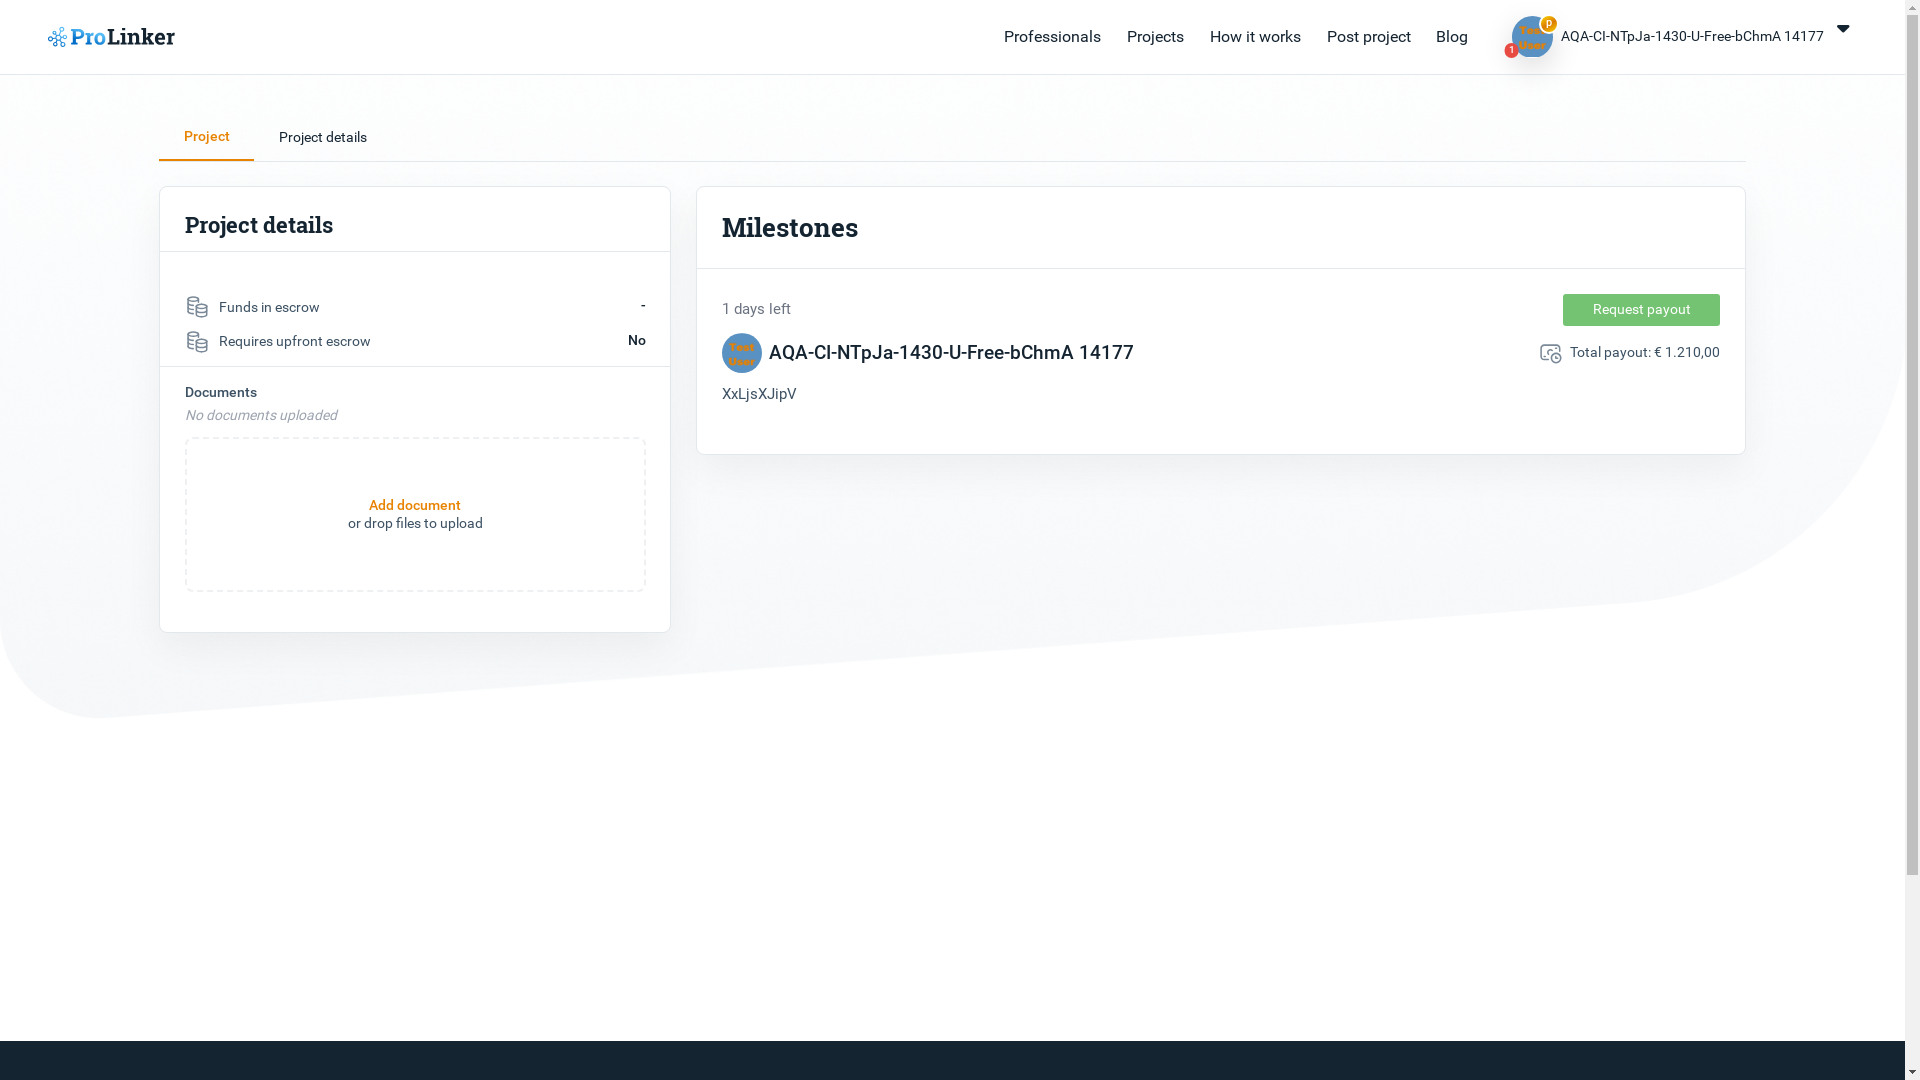 ProLinker
Professionals
Projects
How it works
Post project
Blog
Test
User
p
1
AQA-CI-NTpJa-1430-U-Free-bChmA 14177
Project
Project details
Project details
Funds in escrow
-
Requires upfront escrow
No
Documents
No documents uploaded
Add document
or drop files to upload
Milestones
1 days left
Request payout
Test
User
AQA-CI-NTpJa-1430-U-Free-bChmA 14177
Total payout: € 1.210,00
XxLjsXJipV